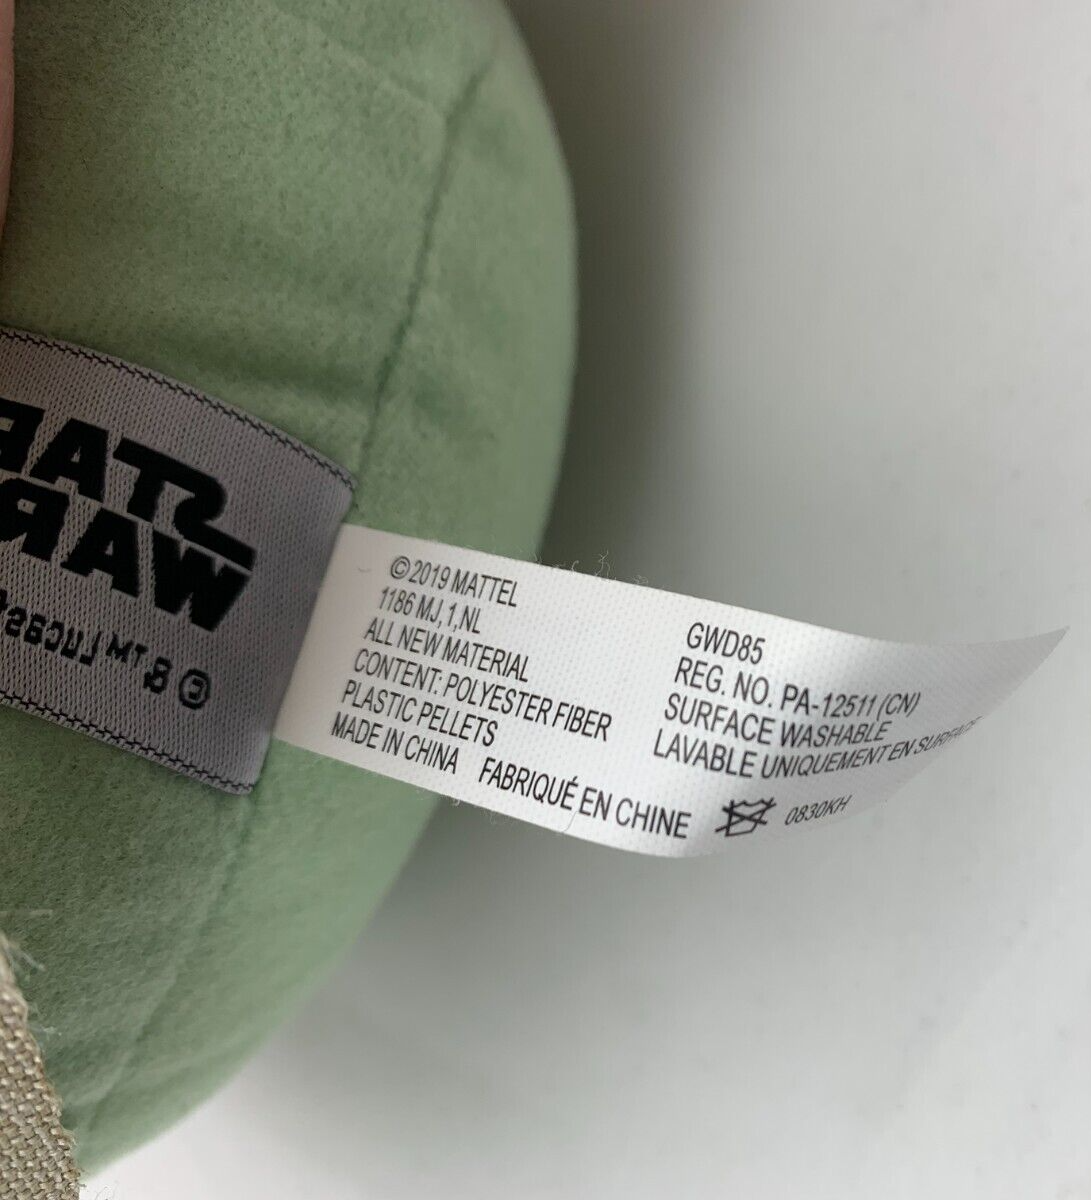 STAR
WAR
© & ™ LUCAS
©2019 MATTEL
1186 MJ,1,NL
ALL NEW MATERIAL
CONTENT: POLYESTER FIBER
PLASTIC PELLETS
MADE IN CHINA FABRIQUÉ EN CHINE
GWD85
REG. NO. PA-12511 (CN)
SURFACE WASHABLE
LAVABLE UNIQUEMENT EN SURFACE
0830KH